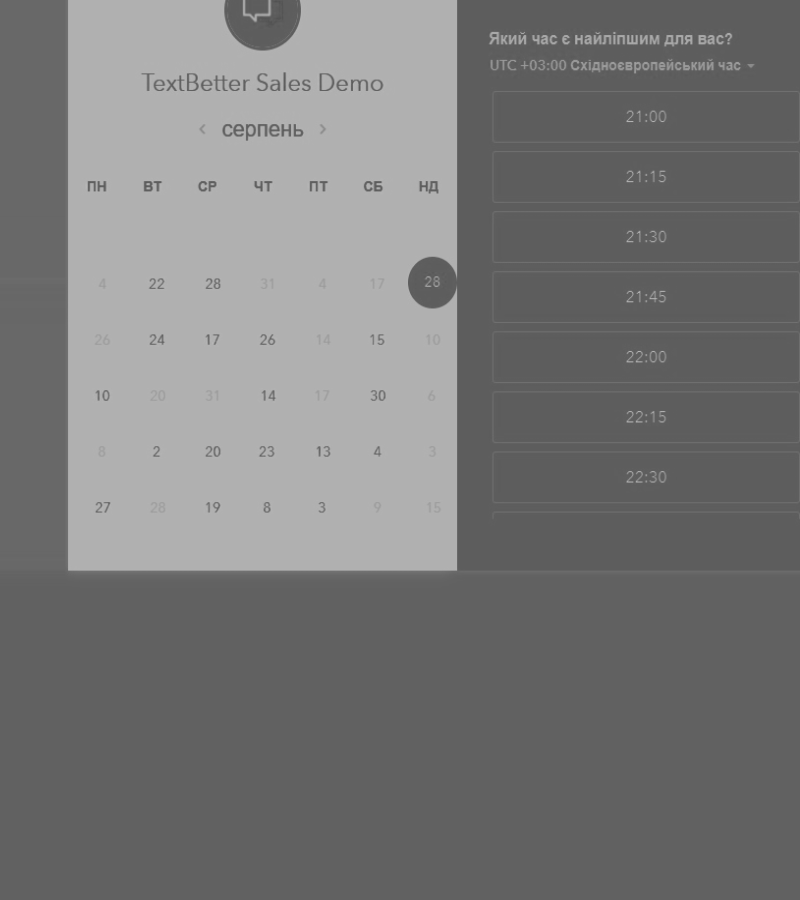 TextBetter Sales Demo
серпень
ПН ВТ СР ЧТ ПТ СБ НД
4 22 28 31 4 17 28
26 24 17 26 14 15 10
10 20 31 14 17 30 6
8 2 20 23 13 4 3
27 28 19 8 3 9 15
Який час є найліпшим для вас?
UTC +03:00 Східноєвропейський час
21:00
21:15
21:30
21:45
22:00
22:15
22:30